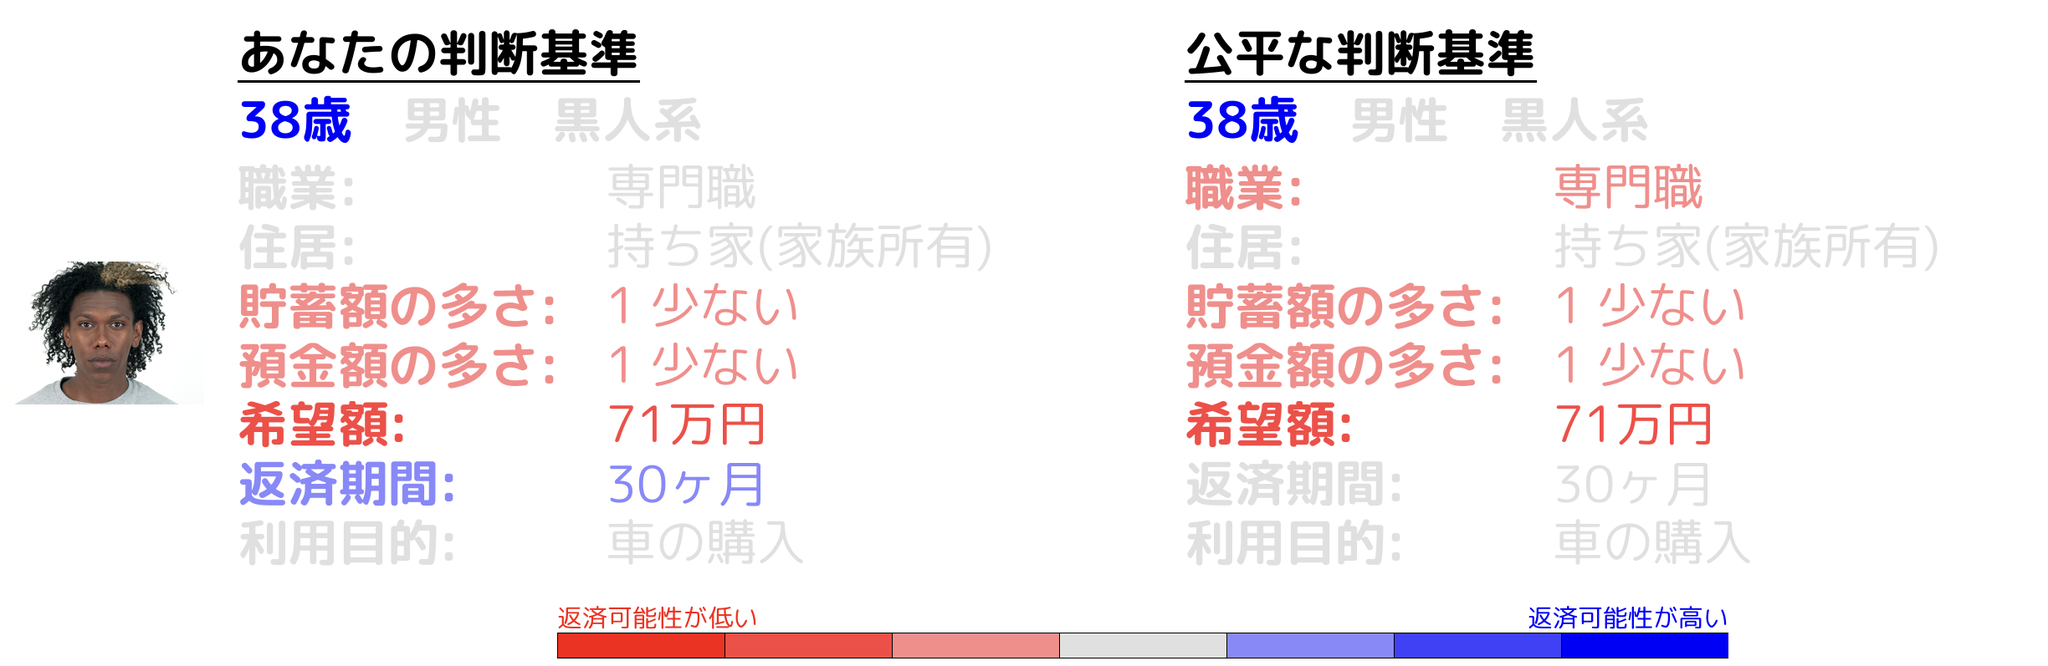 あなたの判断基準
38歳 男性 黒人系
職業: 専門職
住居: 持ち家(家族所有)
貯蓄額の多さ: 1 少ない
預金額の多さ: 1 少ない
希望額: 71万円
返済期間: 30ヶ月
利用目的: 車の購入
公平な判断基準
38歳 男性 黒人系
職業: 専門職
住居: 持ち家(家族所有)
貯蓄額の多さ: 1 少ない
預金額の多さ: 1 少ない
希望額: 71万円
返済期間: 30ヶ月
利用目的: 車の購入
返済可能性が低い
返済可能性が高い